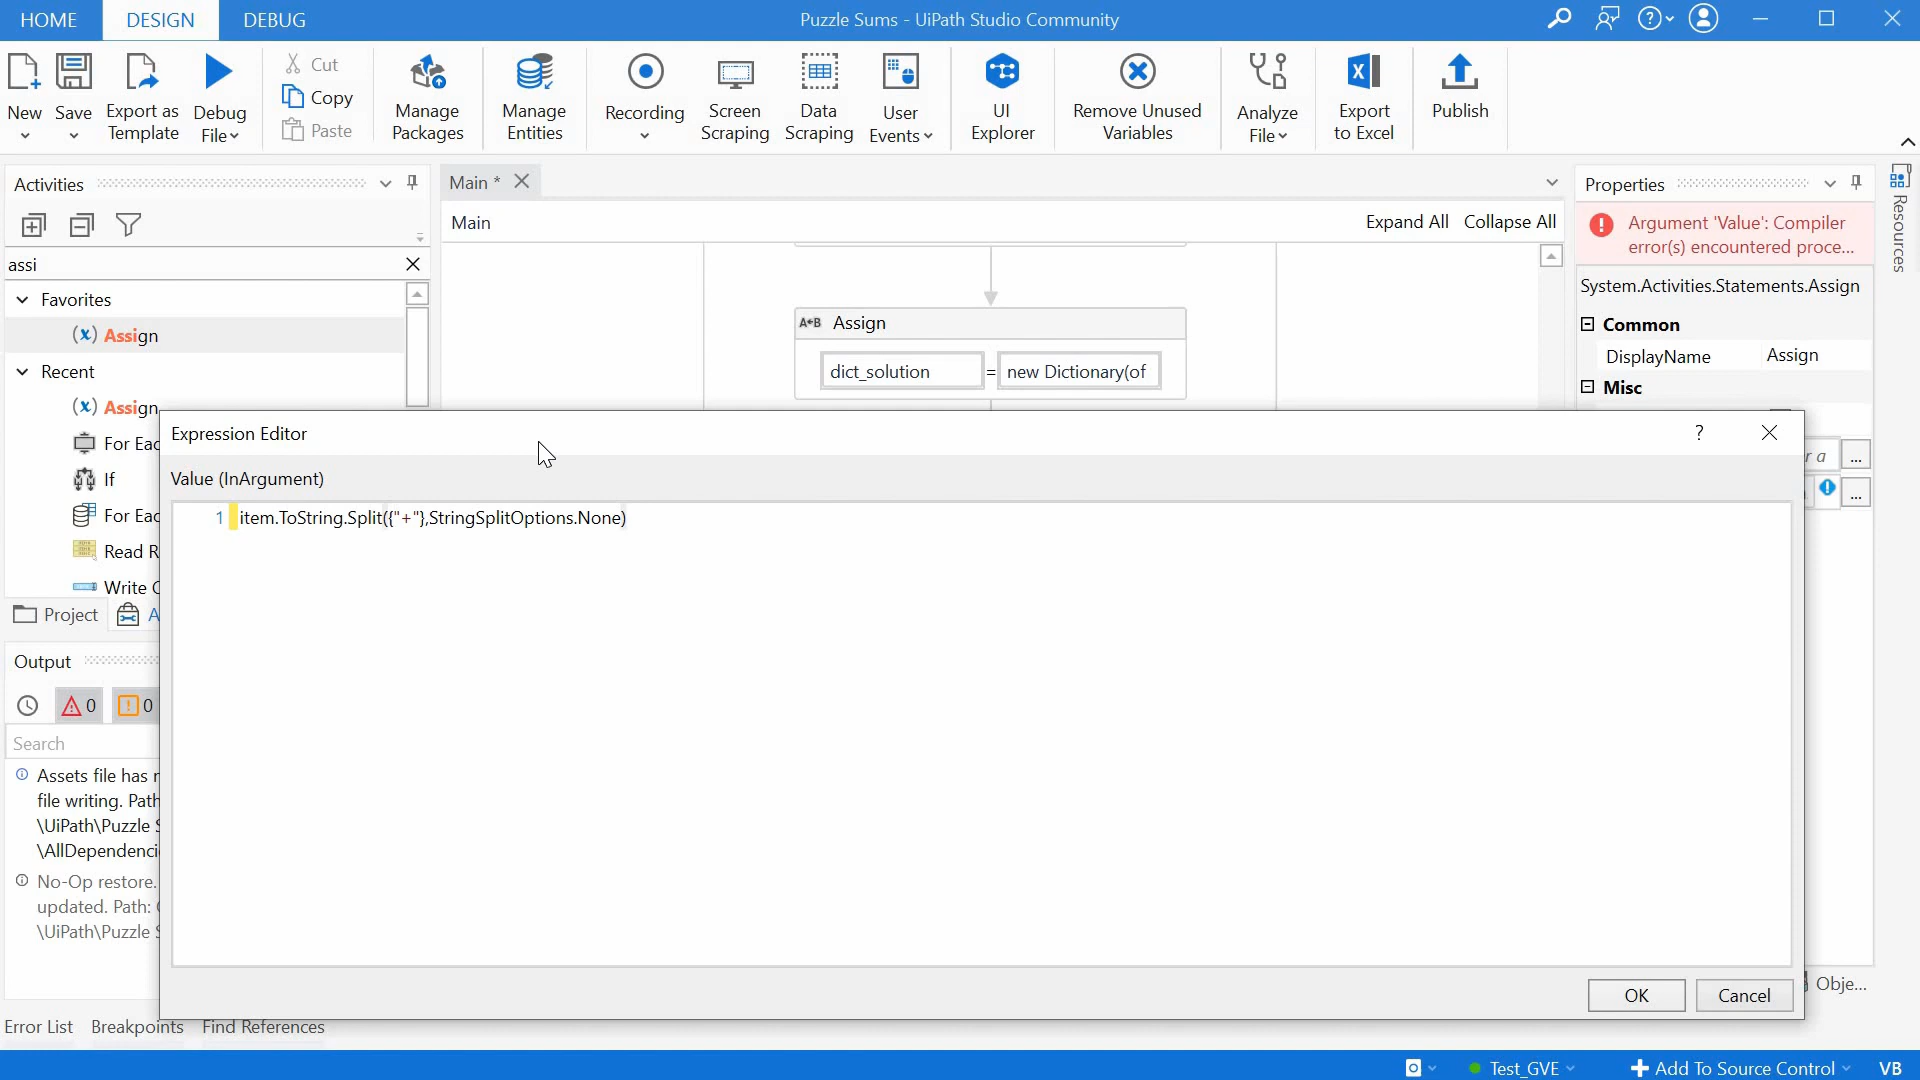 HOME
DESIGN
DEBUG
Puzzle Sums - UiPath Studio Community
New
Save
Export as
Template
Debug
File
Cut
Copy
Paste
Manage
Packages
Manage
Entities
Recording
Screen
Scraping
Data
Scraping
User
Events
UI
Explorer
Remove Unused
Variables
Analyze
File
Export
to Excel
Publish
Activities
assi
Favorites
Assign
Recent
Assign
For Eac
If
For Eac
Read R
Write C
Project
A
Output
0
0
Search
Assets file has r
file writing. Path
\UiPath\Puzzle S
\AllDependenci
No-Op restore.
updated. Path: C
\UiPath\Puzzle S
Error List
Breakpoints
Find References
Main *
Main
Expand All
Collapse All
A←B Assign
dict_solution
=
new Dictionary(of
Expression Editor
?
Value (InArgument)
1 item.ToString.Split({"+"},StringSplitOptions.None)
OK
Cancel
Properties
Argument 'Value': Compiler
error(s) encountered proce...
System.Activities.Statements.Assign
Common
DisplayName
Assign
Misc
r a
...
...
Obje...
Resources
Test_GVE
Add To Source Control
VB